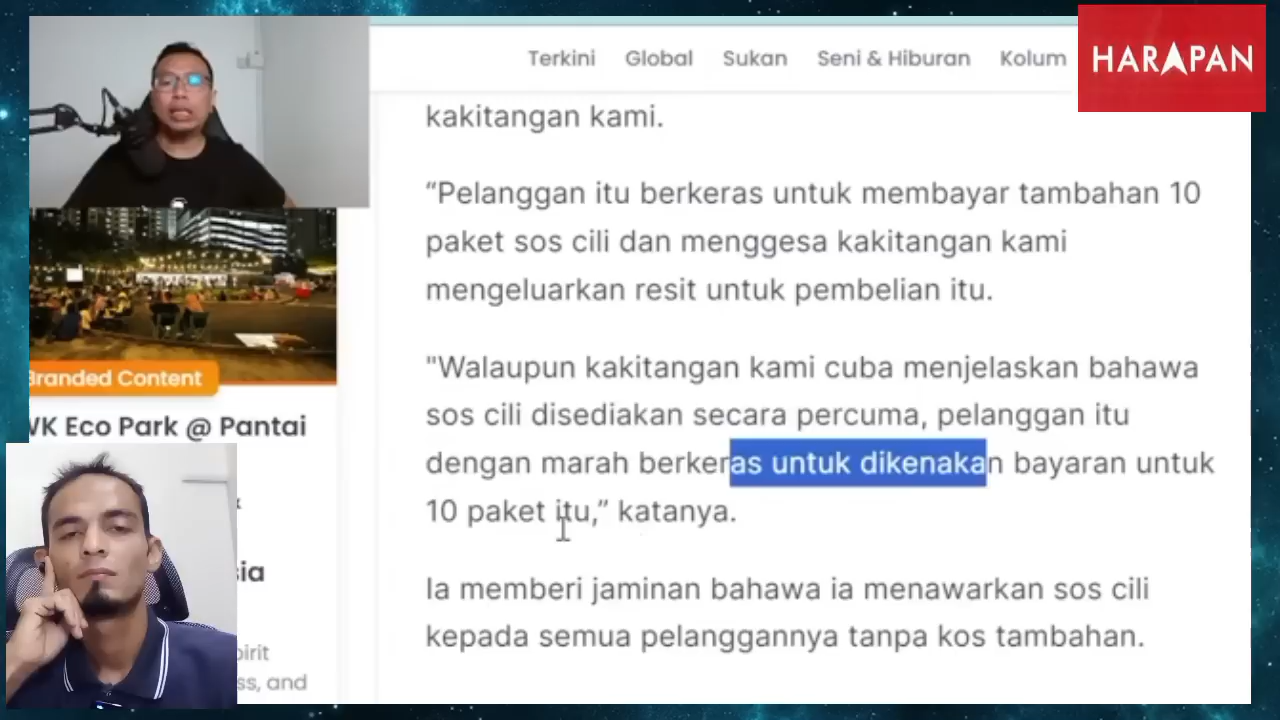 HARAPAN
Terkini Global Sukan Seni & Hiburan Kolum
kakitangan kami.
“Pelanggan itu berkeras untuk membayar tambahan 10
paket sos cili dan menggesa kakitangan kami
mengeluarkan resit untuk pembelian itu.
"Walaupun kakitangan kami cuba menjelaskan bahawa
sos cili disediakan secara percuma, pelanggan itu
dengan marah berkeras untuk dikenakan bayaran untuk
10 paket itu,” katanya.
Ia memberi jaminan bahawa ia menawarkan sos cili
kepada semua pelanggannya tanpa kos tambahan.
Branded Content
WK Eco Park @ Pantai